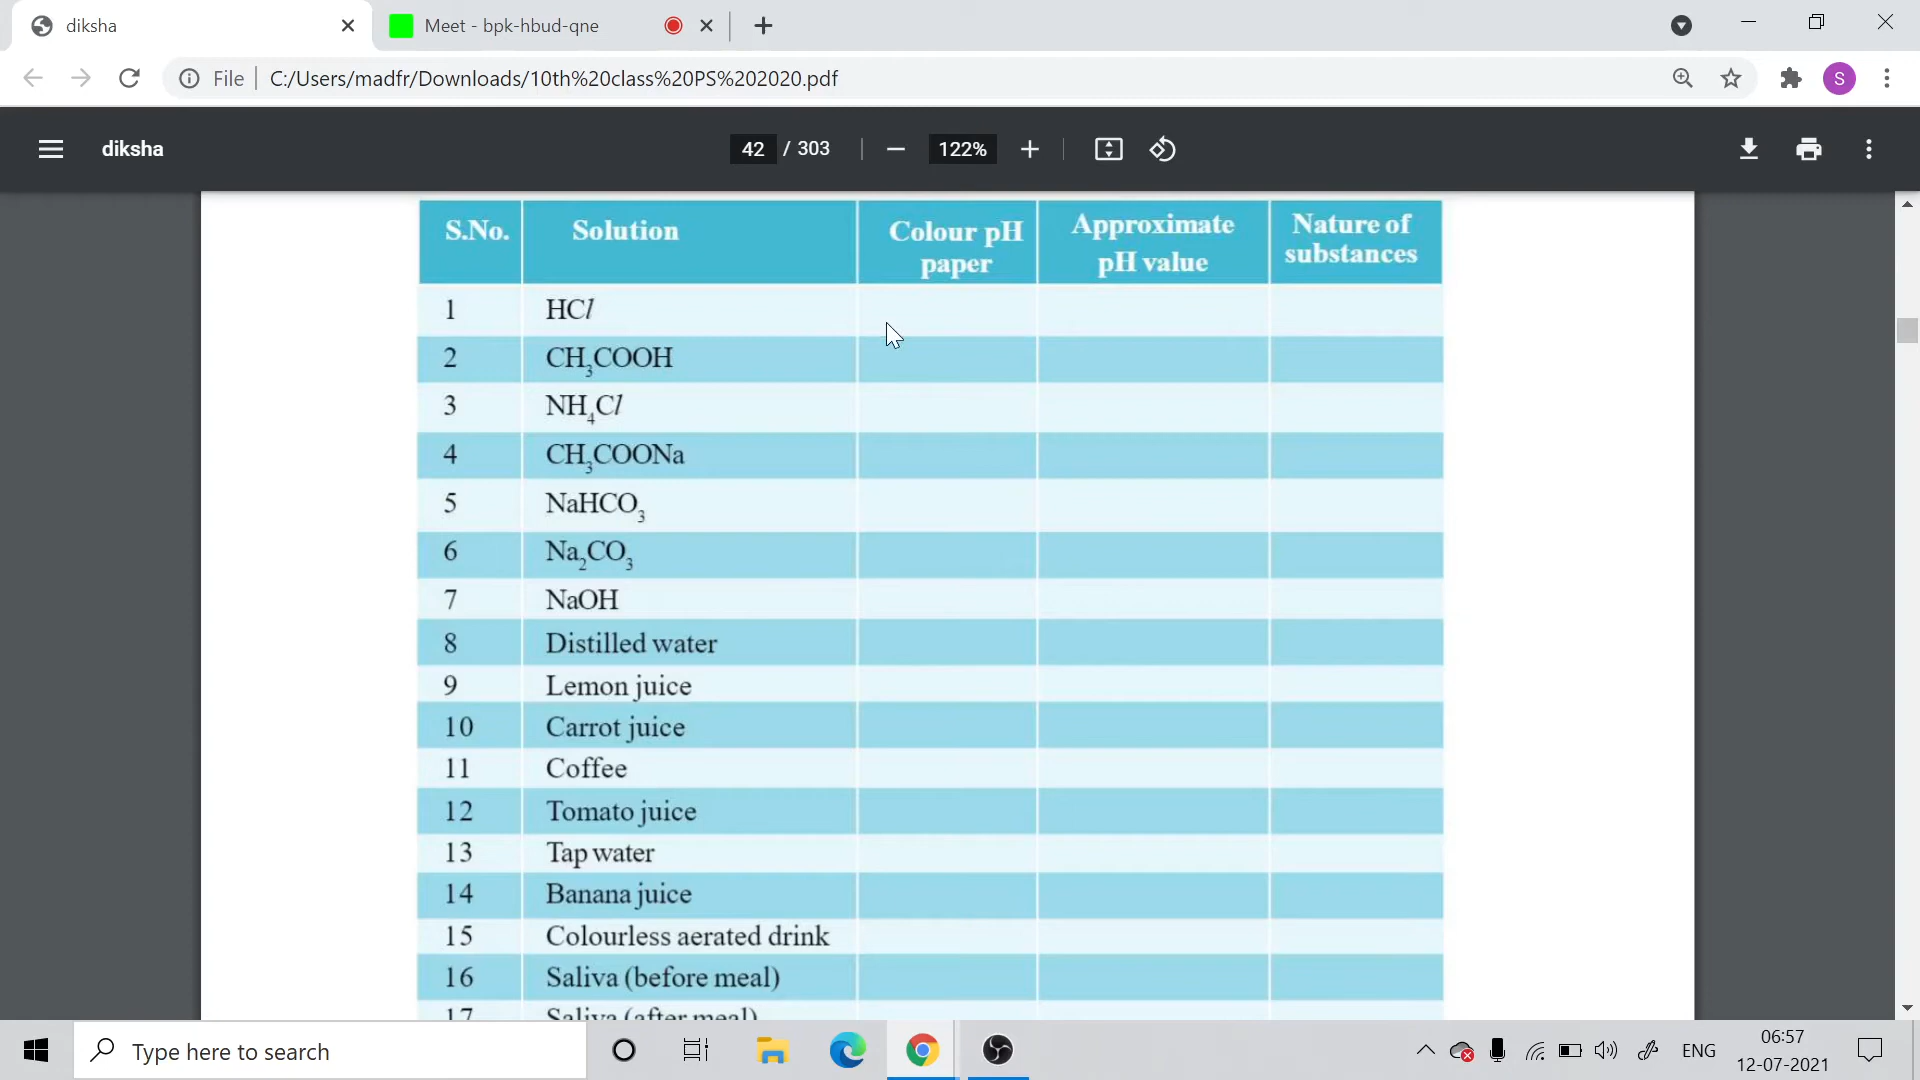 diksha
Meet - bpk-hbud-qne
File
C:/Users/madfr/Downloads/10th%20class%20PS%202020.pdf
S
diksha
42 / 303
122%
S.No. Solution Colour pH paper Approximate pH value Nature of substances
1 HCl
2 CH₃COOH
3 NH₄Cl
4 CH₃COONa
5 NaHCO₃
6 Na₂CO₃
7 NaOH
8 Distilled water
9 Lemon juice
10 Carrot juice
11 Coffee
12 Tomato juice
13 Tap water
14 Banana juice
15 Colourless aerated drink
16 Saliva (before meal)
17 Saliva (after meal)
Type here to search
ENG
06:57
12-07-2021